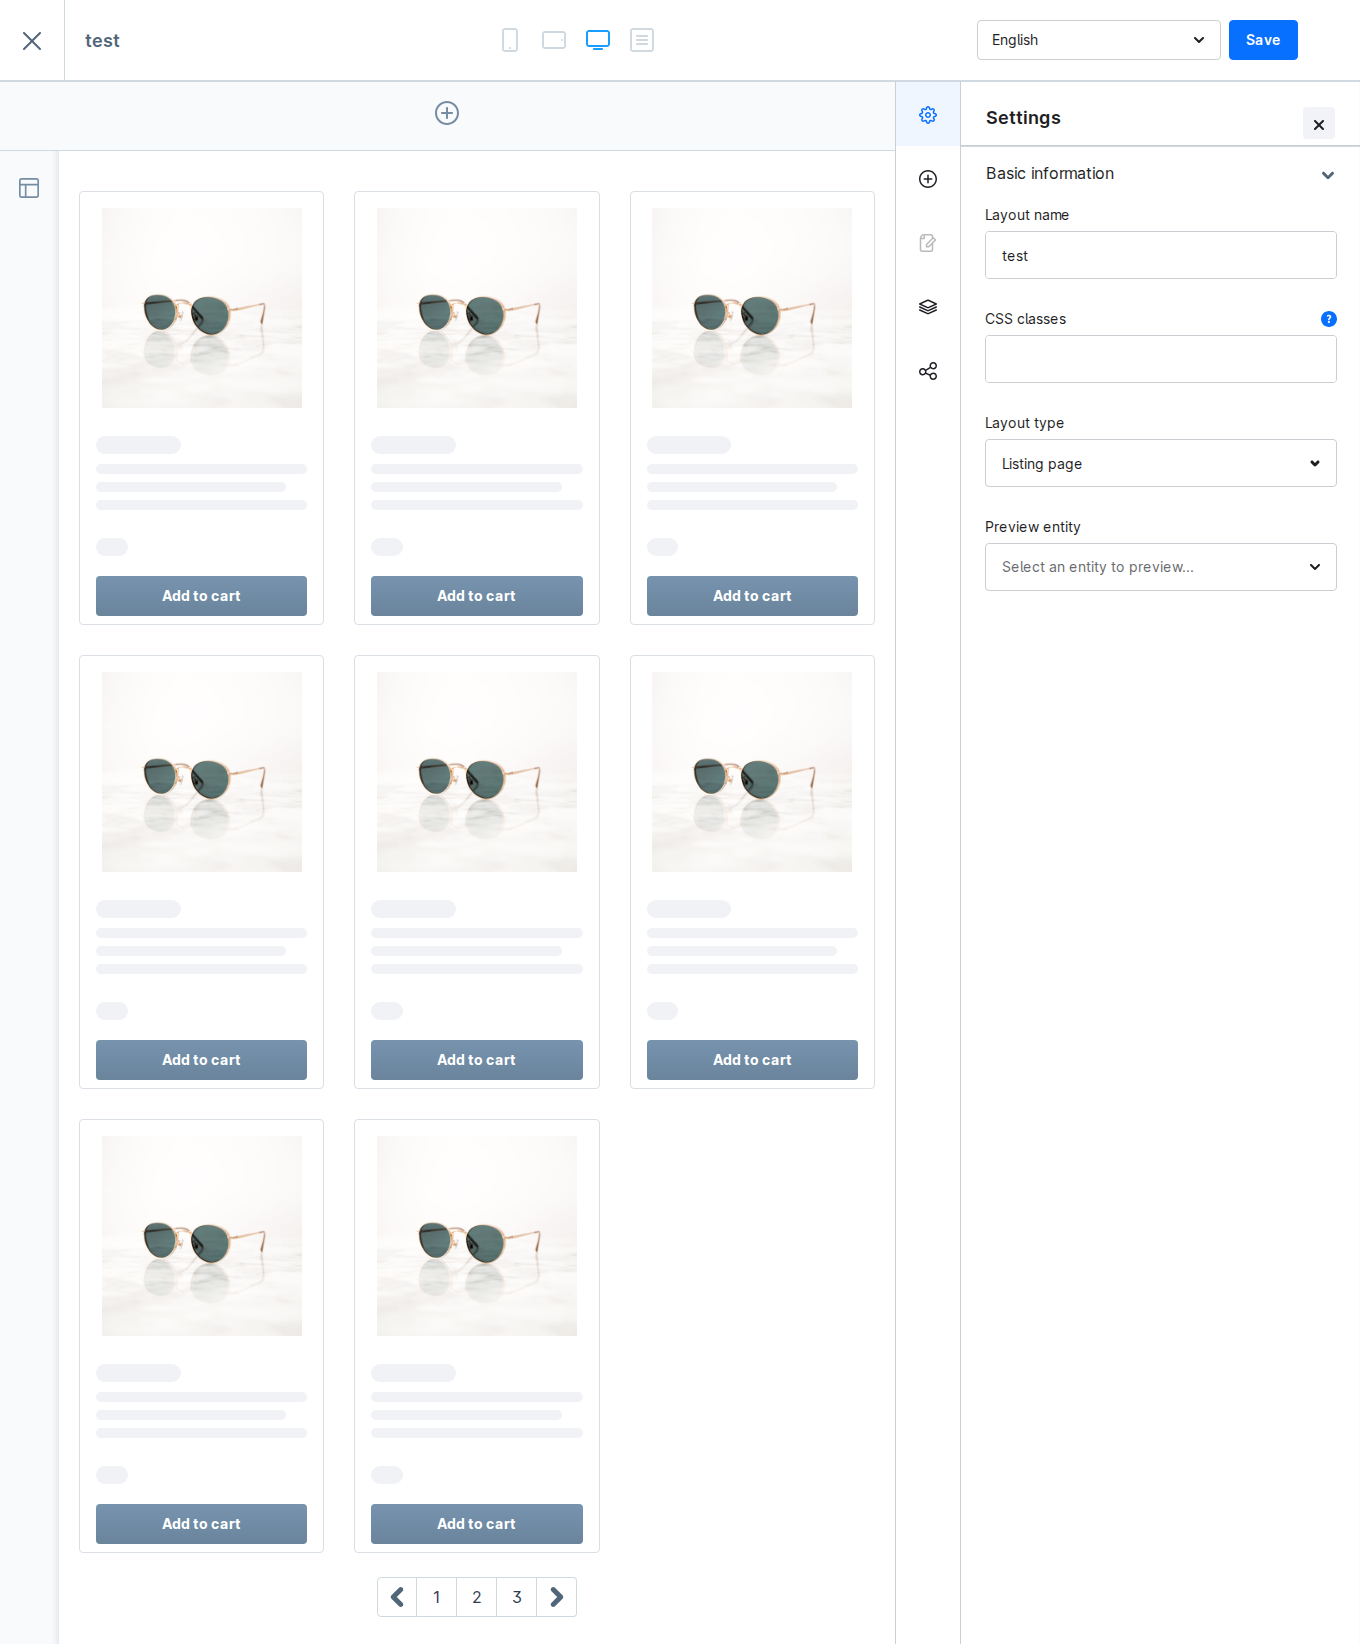 test
English
Save
Settings
Basic information
Layout name
test
CSS classes
?
Layout type
Listing page
Preview entity
Select an entity to preview...
Add to cart
Add to cart
Add to cart
Add to cart
Add to cart
Add to cart
Add to cart
Add to cart
1
2
3